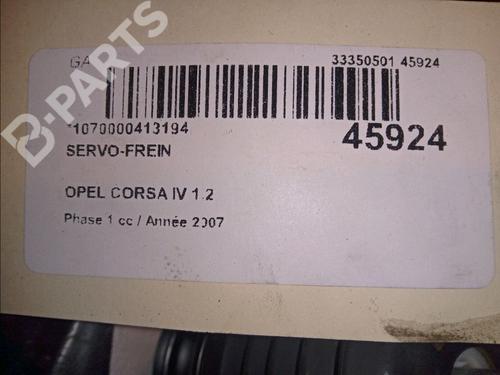 GA 33350501 45924
*1070000413194
45924
SERVO-FREIN
OPEL CORSA IV 1.2
Phase 1 cc / Année 2007
B-PARTS